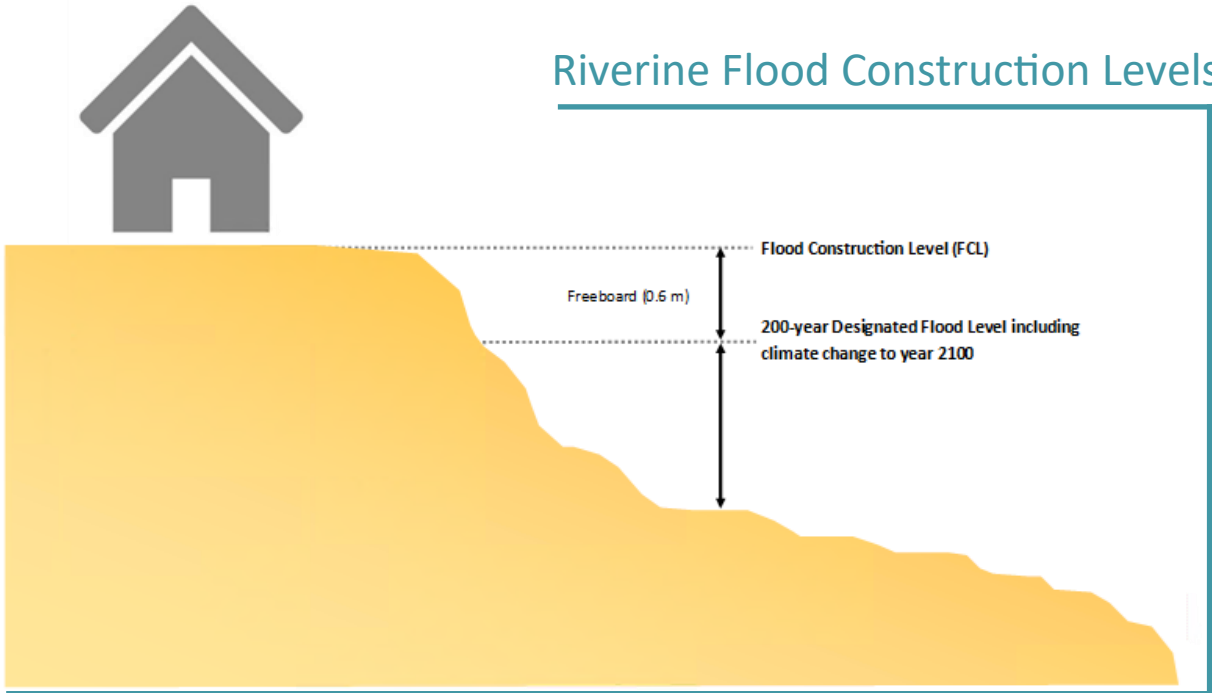 Riverine Flood Construction Levels
Flood Construction Level (FCL)
Freeboard (0.6 m)
200-year Designated Flood Level including
climate change to year 2100